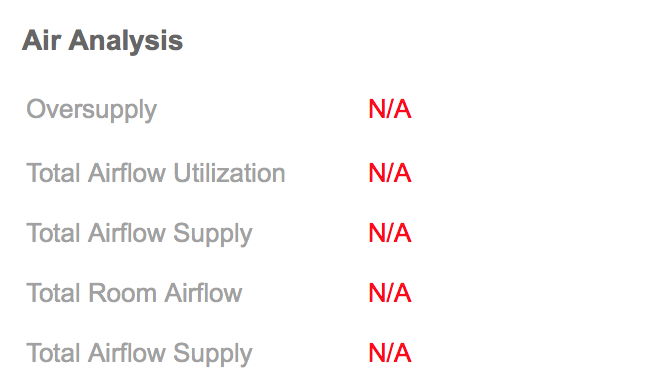 Air Analysis
Oversupply N/A
Total Airflow Utilization N/A
Total Airflow Supply N/A
Total Room Airflow N/A
Total Airflow Supply N/A